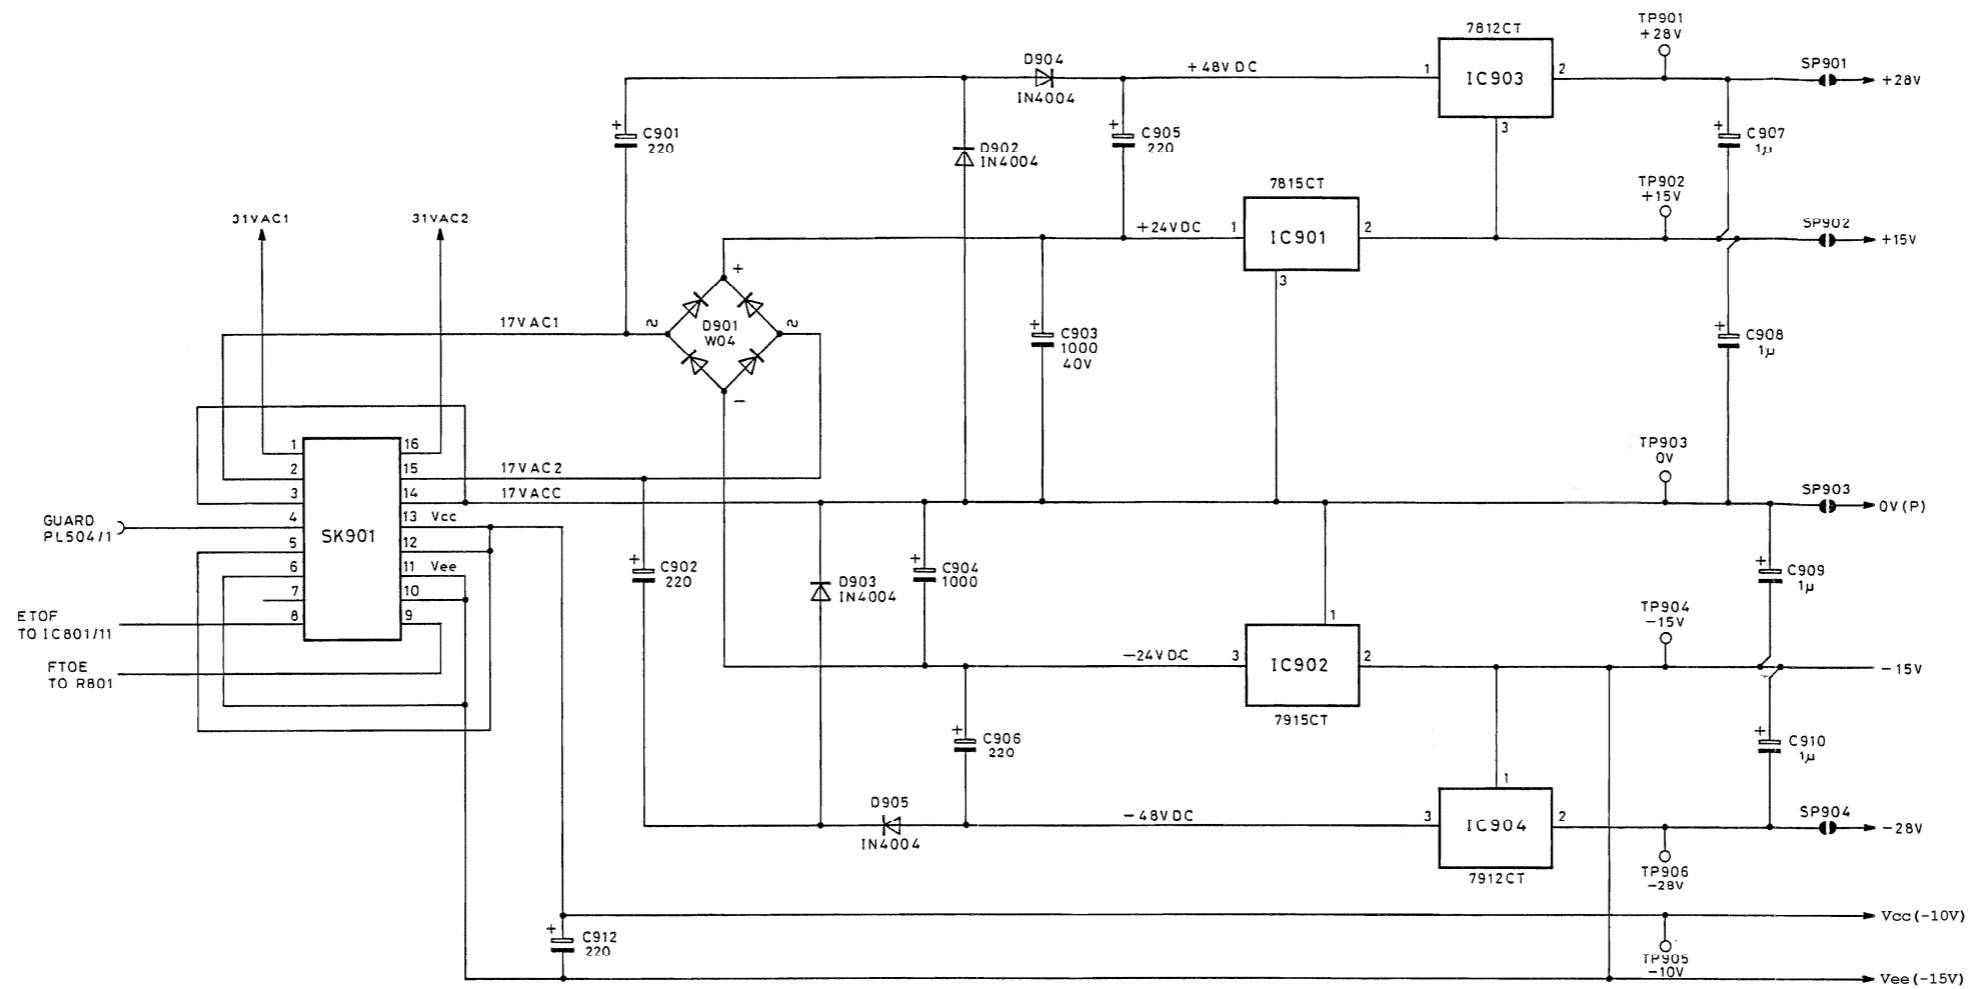 7812CT
TP901
+28V
D904
+48V DC
1
IC903
2
SP901
+28V
IN4004
3
+
C901
220
D902
IN4004
+
C905
220
+
C907
1µ
7815CT
TP902
+15V
31VAC1
31VAC2
+24VDC
1
IC901
2
SP902
+15V
3
+
17VAC1
2
D901
W04
2
+
C903
1000
40V
+
C908
1µ
−
1
16
2
15
17VAC2
3
14
17VACC
TP903
0V
SP903
0V(P)
GUARD
PL504/1
4
13
Vcc
SK901
5
12
6
11
Vee
7
10
8
9
ETOF
TO IC801/11
FTOE
TO R801
+
C902
220
D903
IN4004
+
C904
1000
+
C909
1µ
1
TP904
−15V
−24VDC
3
IC902
2
−15V
7915CT
+
C906
220
+
C910
1µ
1
D905
IN4004
−48VDC
3
IC904
2
SP904
−28V
7912CT
TP906
−28V
Vcc(-10V)
+
C912
220
TP905
−10V
Vee(-15V)